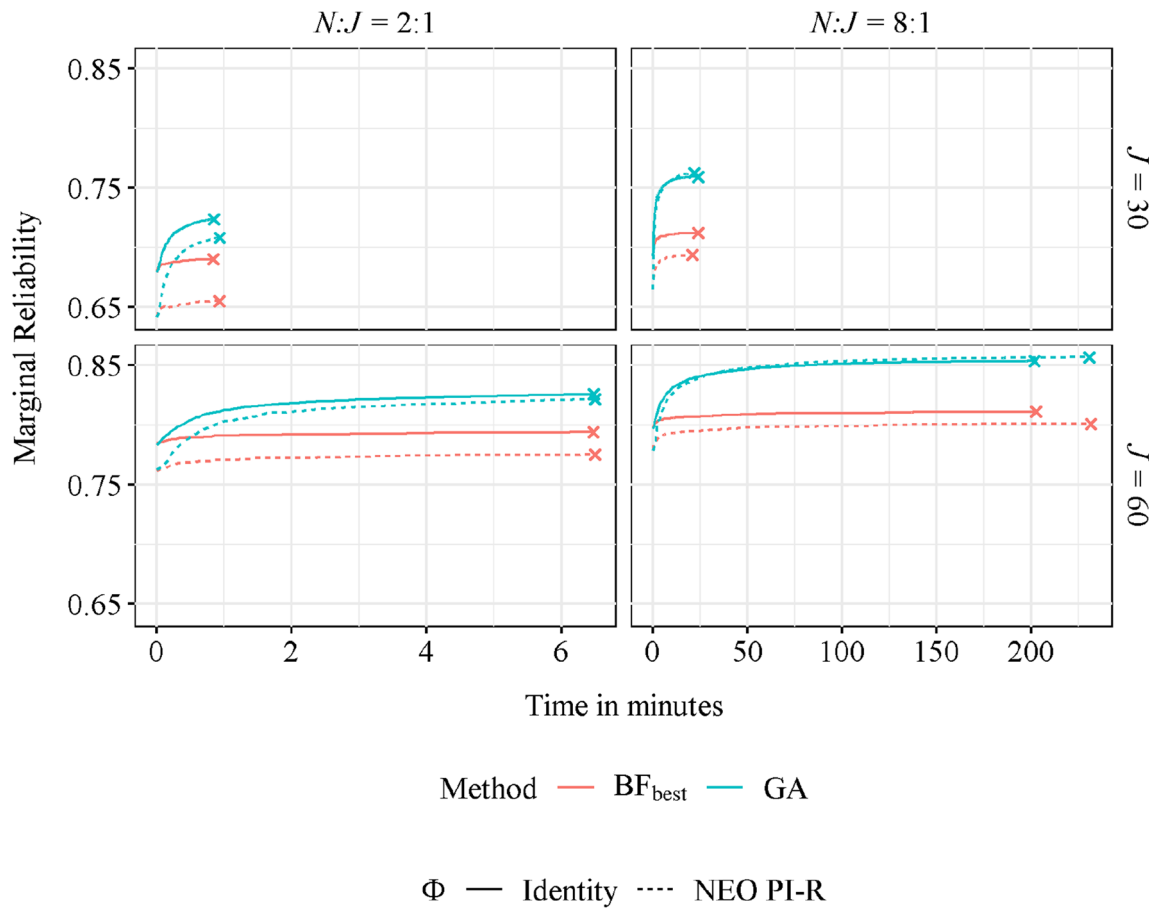 N:J = 2:1
N:J = 8:1
0.85
0.75
0.65
J = 30
Marginal Reliability
0.85
0.75
0.65
J = 60
0 2 4 6
0 50 100 150 200
Time in minutes
Method BFbest GA
Φ Identity NEO PI-R